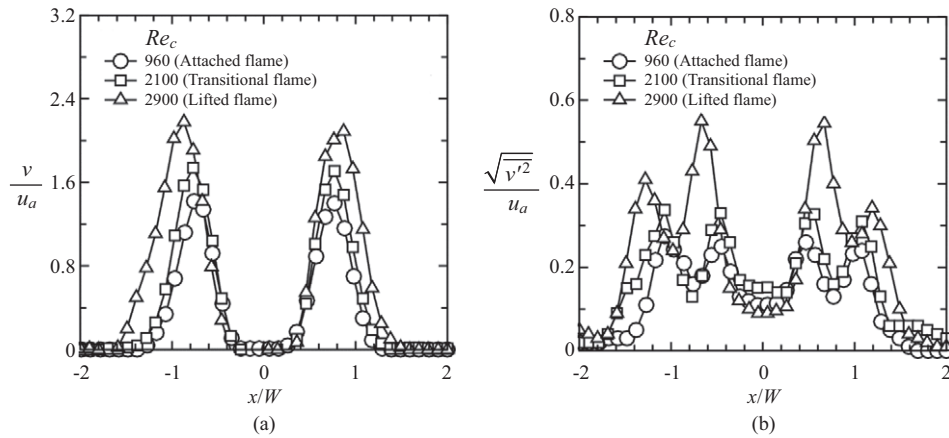 3.2
2.4
1.6
0.8
0
v
u_a
Re_c
960 (Attached flame)
2100 (Transitional flame)
2900 (Lifted flame)
-2
-1
0
1
2
x/W
(a)
0.8
0.6
0.4
0.2
0
√v′²
u_a
Re_c
960 (Attached flame)
2100 (Transitional flame)
2900 (Lifted flame)
-2
-1
0
1
2
x/W
(b)